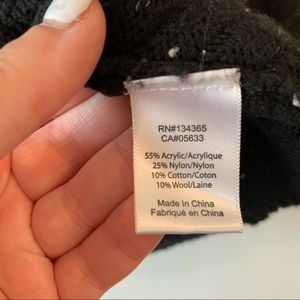 RN#134365
CA#05633
55% Acrylic/Acrylique
25% Nylon/Nylon
10% Cotton/Coton
10% Wool/Laine
Made in China
Fabriqué en China